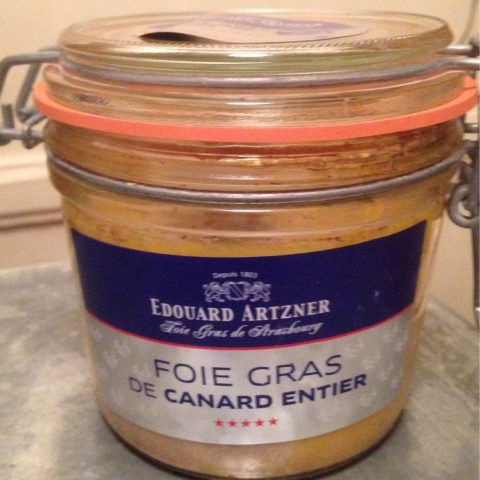 Depuis 1803
EDOUARD ARTZNER
Foie Gras de Strasbourg
FOIE GRAS
DE CANARD ENTIER